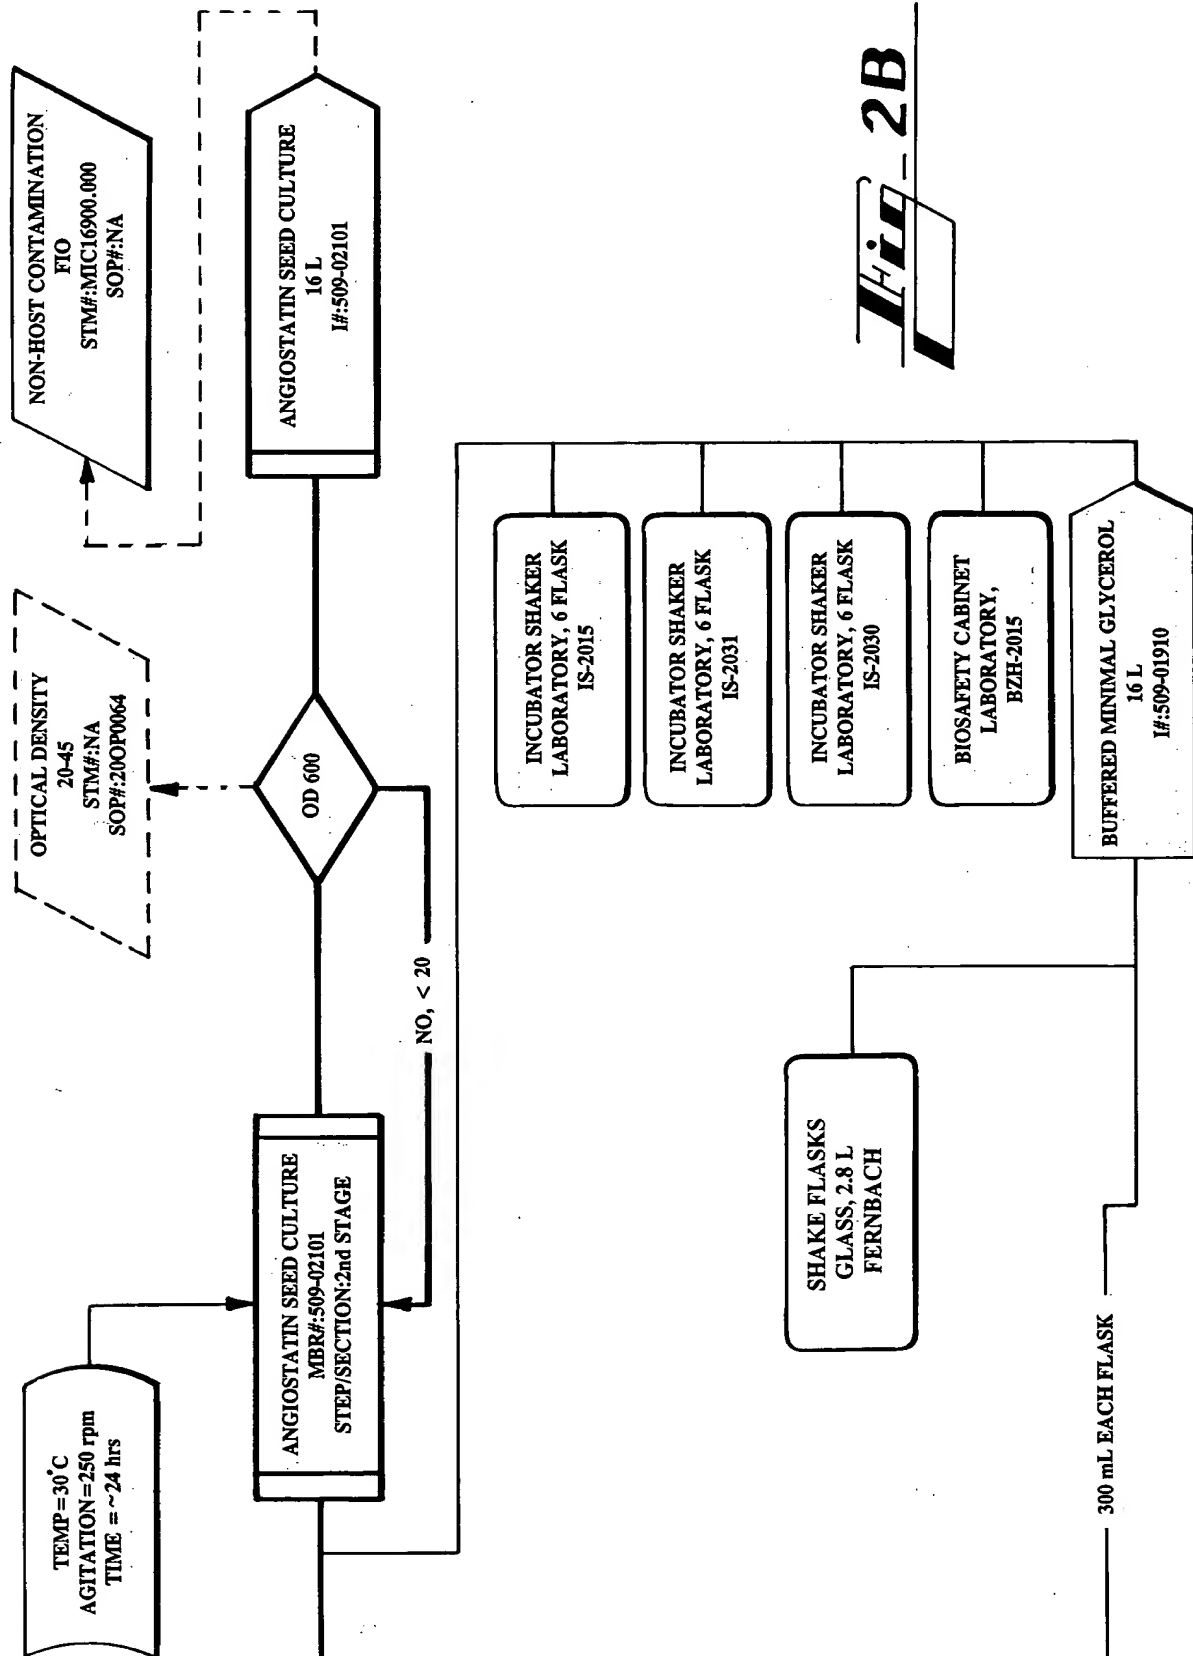 TEMP=30°C
AGITATION=250 rpm
TIME =~24 hrs
OPTICAL DENSITY
20-45
STM#:NA
SOP#:20OP0064
NON-HOST CONTAMINATION
FIO
STM#:MIC16900.000
SOP#:NA
ANGIOSTATIN SEED CULTURE
MBR#:509-02101
STEP/SECTION:2nd STAGE
OD 600
ANGIOSTATIN SEED CULTURE
16 L
I#:509-02101
NO, < 20
INCUBATOR SHAKER
LABORATORY, 6 FLASK
IS-2015
INCUBATOR SHAKER
LABORATORY, 6 FLASK
IS-2031
INCUBATOR SHAKER
LABORATORY, 6 FLASK
IS-2030
BIOSAFETY CABINET
LABORATORY,
BZH-2015
SHAKE FLASKS
GLASS, 2.8 L
FERNBACH
BUFFERED MINIMAL GLYCEROL
16 L
I#:509-01910
300 mL EACH FLASK
Fig_2B